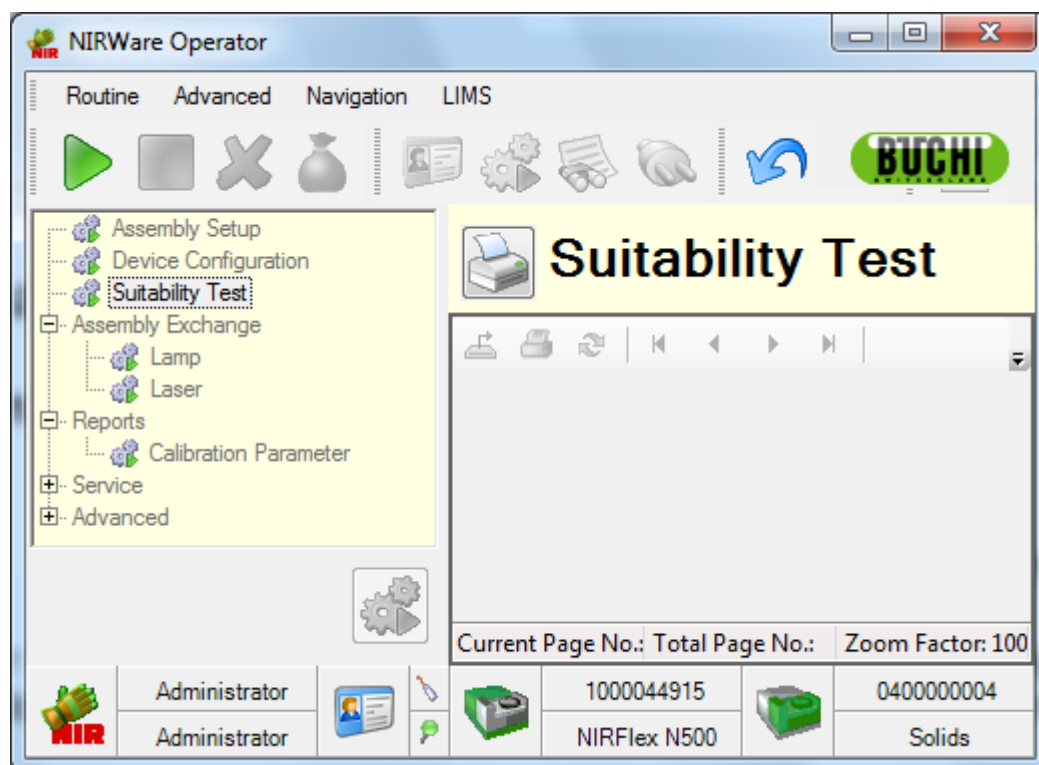 NIRWare Operator
Routine Advanced Navigation LIMS
BUCHI
Assembly Setup
Device Configuration
Suitability Test
Assembly Exchange
Lamp
Laser
Reports
Calibration Parameter
Service
Advanced
Suitability Test
Current Page No.: Total Page No.: Zoom Factor: 100
NIR
Administrator
Administrator
1000044915
NIRFlex N500
0400000004
Solids